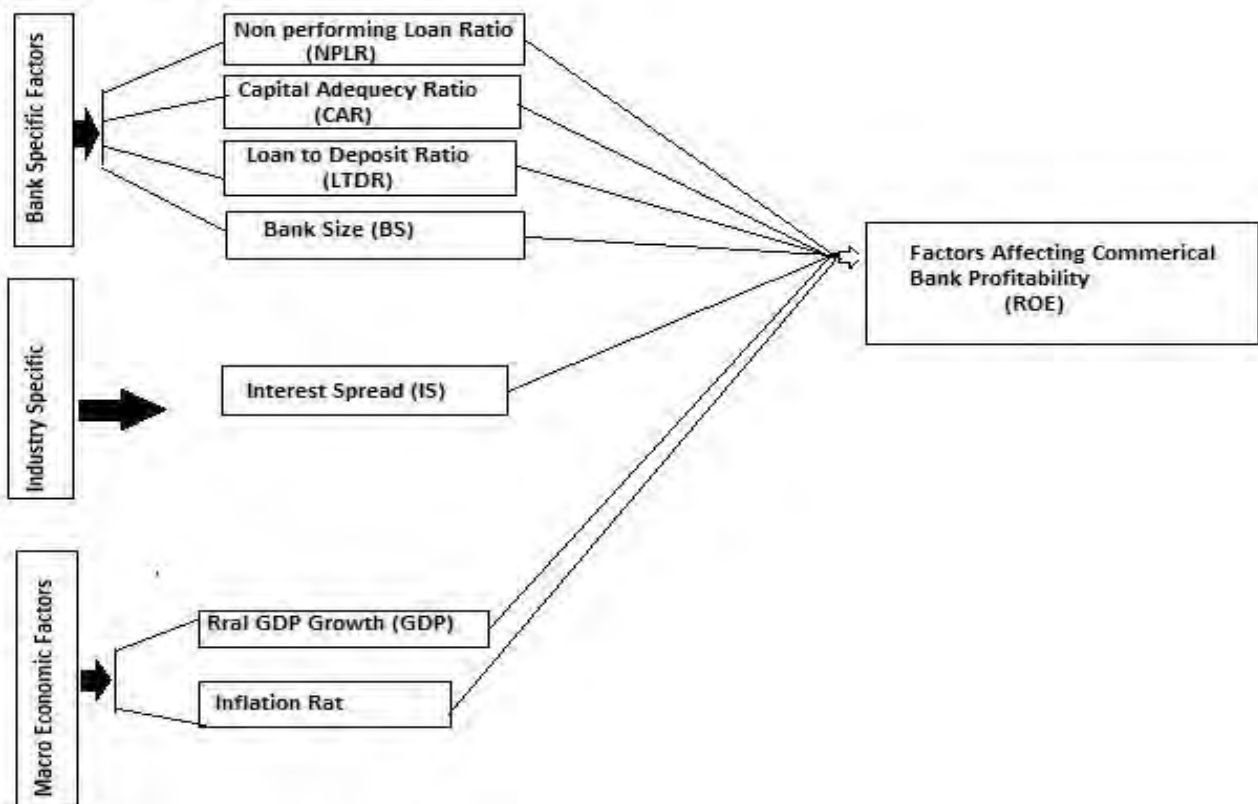 Bank Specific Factors
Non performing Loan Ratio
(NPLR)
Capital Adequecy Ratio
(CAR)
Loan to Deposit Ratio
(LTDR)
Bank Size (BS)
Factors Affecting Commerical
Bank Profitability
(ROE)
Industry Specific
Interest Spread (IS)
Macro Economic Factors
Rral GDP Growth (GDP)
Inflation Rat